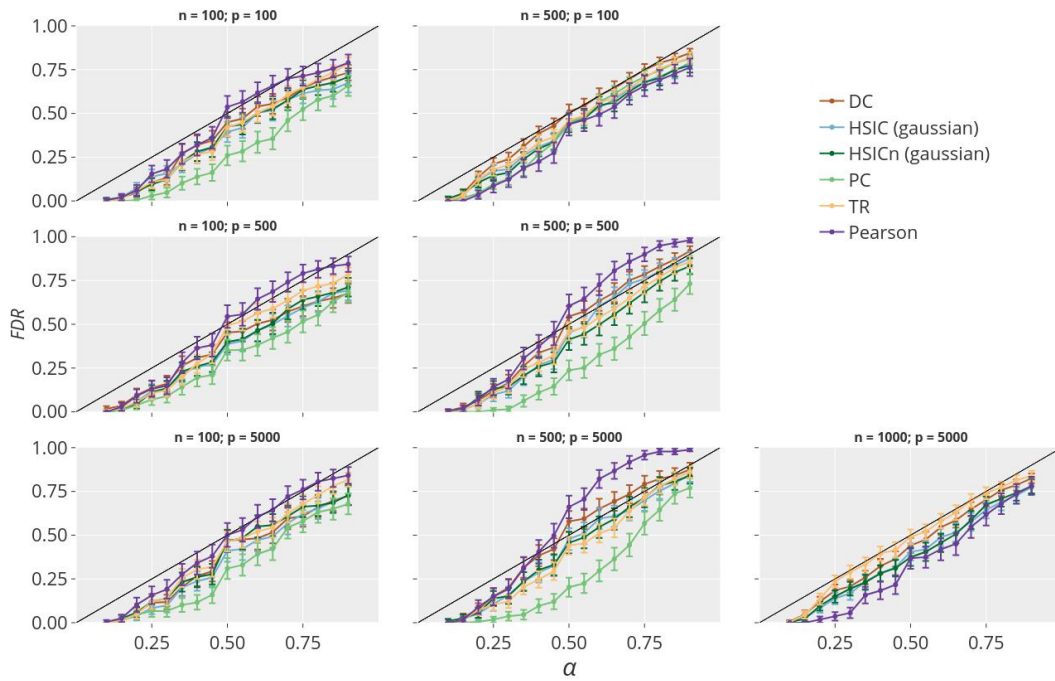 n = 100; p = 100
n = 500; p = 100
1.00
0.75
0.50
0.25
0.00
DC
HSIC (gaussian)
HSICn (gaussian)
PC
TR
Pearson
n = 100; p = 500
n = 500; p = 500
1.00
0.75
0.50
0.25
0.00
FDR
n = 100; p = 5000
n = 500; p = 5000
n = 1000; p = 5000
1.00
0.75
0.50
0.25
0.00
0.25 0.50 0.75
0.25 0.50 0.75
0.25 0.50 0.75
α